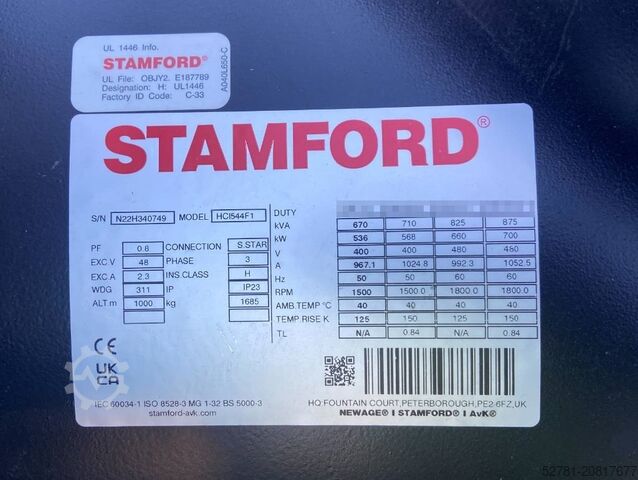 UL 1446 Info.
STAMFORD®
UL File: OBJY2. E187789
Designation: H: UL1446
Factory ID Code: C-33
A040L650-C
STAMFORD®
S/N N22H340749 MODEL HCI544F1
PF 0.8 CONNECTION S.STAR
EXC V 48 PHASE 3
EXC A 2.3 INS.CLASS H
WDG 311 IP IP23
ALT.m 1000 kg 1685
DUTY
kVA 670 710 825 875
kW 536 568 660 700
V 400 400 480 480
A 967.1 1024.8 992.3 1052.5
Hz 50 50 60 60
RPM 1500 1500.0 1800.0 1800.0
AMB.TEMP °C 40 40 40 40
TEMP.RISE K 125 150 125 150
TL N/A 0.84 N/A 0.84
CE
UK
CA
IEC 60034-1 ISO 8528-3 MG 1-32 BS 5000-3
stamford-avk.com
HQ:FOUNTAIN COURT,PETERBOROUGH,PE2 6FZ,UK
NEWAGE® I STAMFORD® I AvK®
52781-20817677